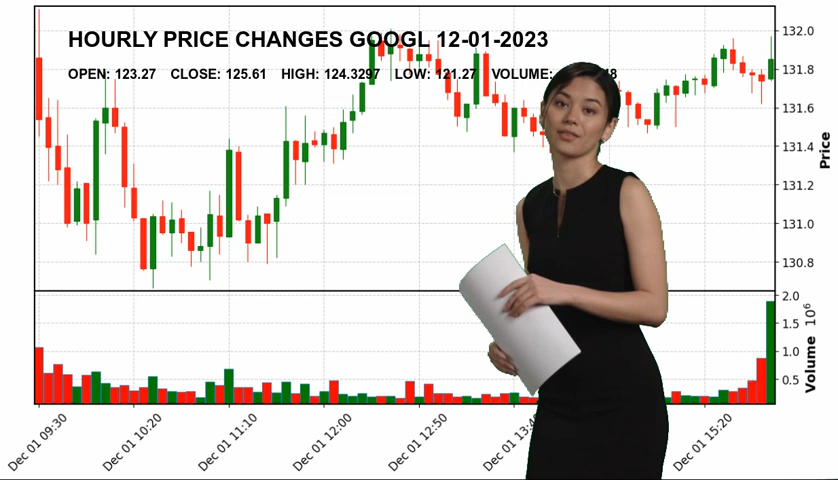 HOURLY PRICE CHANGES GOOGL 12-01-2023
OPEN: 123.27 CLOSE: 125.61 HIGH: 124.3297 LOW: 121.27 VOLUME:
132.0
131.8
131.6
131.4
131.2
131.0
130.8
Price
2.0
1.5
1.0
0.5
Volume 10^6
Dec 01 09:30
Dec 01 10:20
Dec 01 11:10
Dec 01 12:00
Dec 01 12:50
Dec 01 15:20